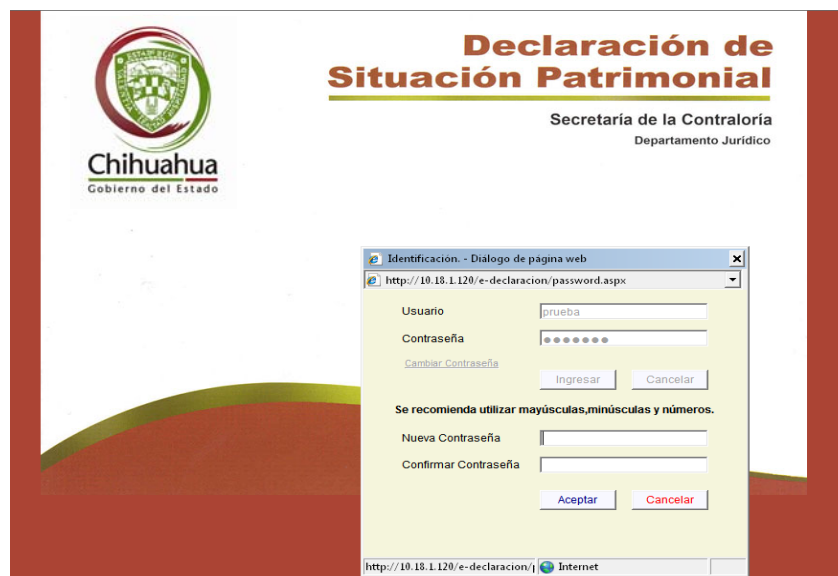 Declaración de
Situación Patrimonial
Secretaría de la Contraloría
Departamento Jurídico
Chihuahua
Gobierno del Estado
Identificación. - Diálogo de página web
http://10.18.1.120/e-declaracion/password.aspx
Usuario
prueba
Contraseña
Cambiar Contraseña
Ingresar
Cancelar
Se recomienda utilizar mayúsculas,minúsculas y números.
Nueva Contraseña
Confirmar Contraseña
Aceptar
Cancelar
http://10.18.1.120/e-declaracion/
Internet